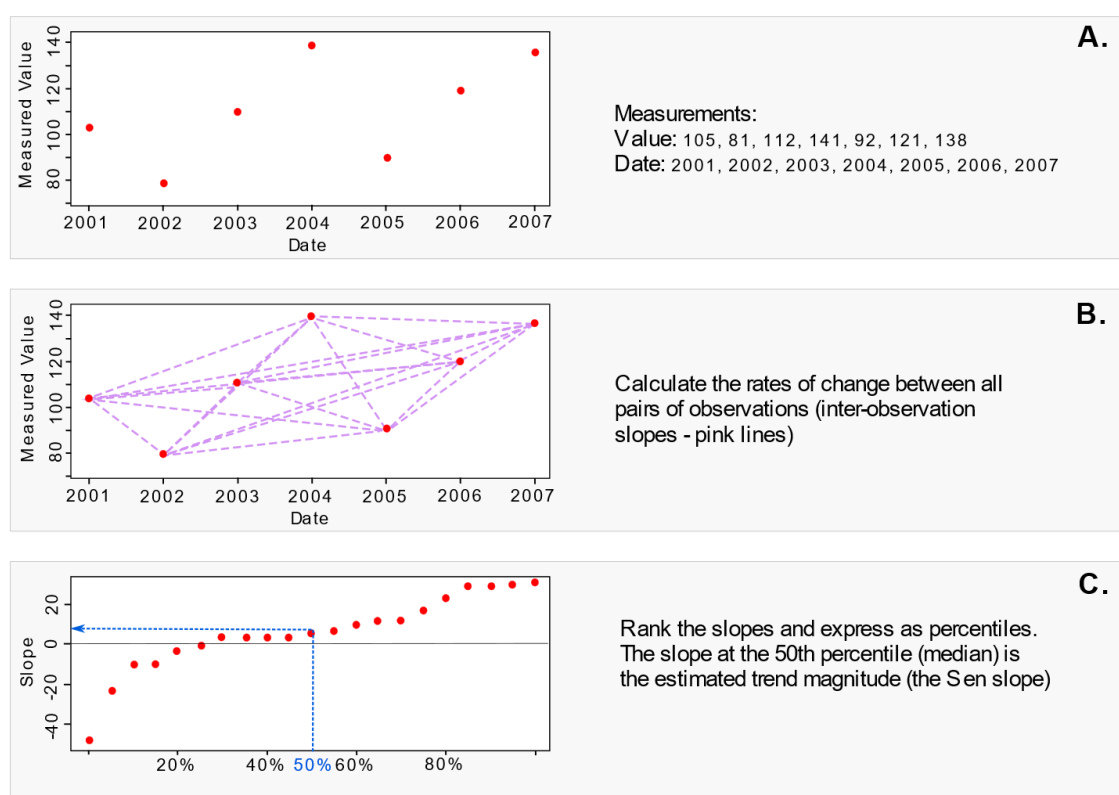 A.
Measured Value
140
120
100
80
2001 2002 2003 2004 2005 2006 2007
Date
Measurements:
Value: 105, 81, 112, 141, 92, 121, 138
Date: 2001, 2002, 2003, 2004, 2005, 2006, 2007
B.
Measured Value
140
120
100
80
2001 2002 2003 2004 2005 2006 2007
Date
Calculate the rates of change between all
pairs of observations (inter-observation
slopes - pink lines)
C.
Slope
20
0
-20
-40
20% 40% 50% 60% 80%
Rank the slopes and express as percentiles.
The slope at the 50th percentile (median) is
the estimated trend magnitude (the Sen slope)